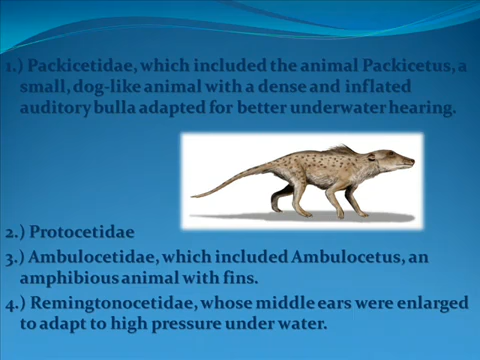 1.) Packicetidae, which included the animal Packicetus, a
small, dog-like animal with a dense and inflated
auditory bulla adapted for better underwater hearing.
2.) Protocetidae
3.) Ambulocetidae, which included Ambulocetus, an
amphibious animal with fins.
4.) Remingtonocetidae, whose middle ears were enlarged
to adapt to high pressure under water.